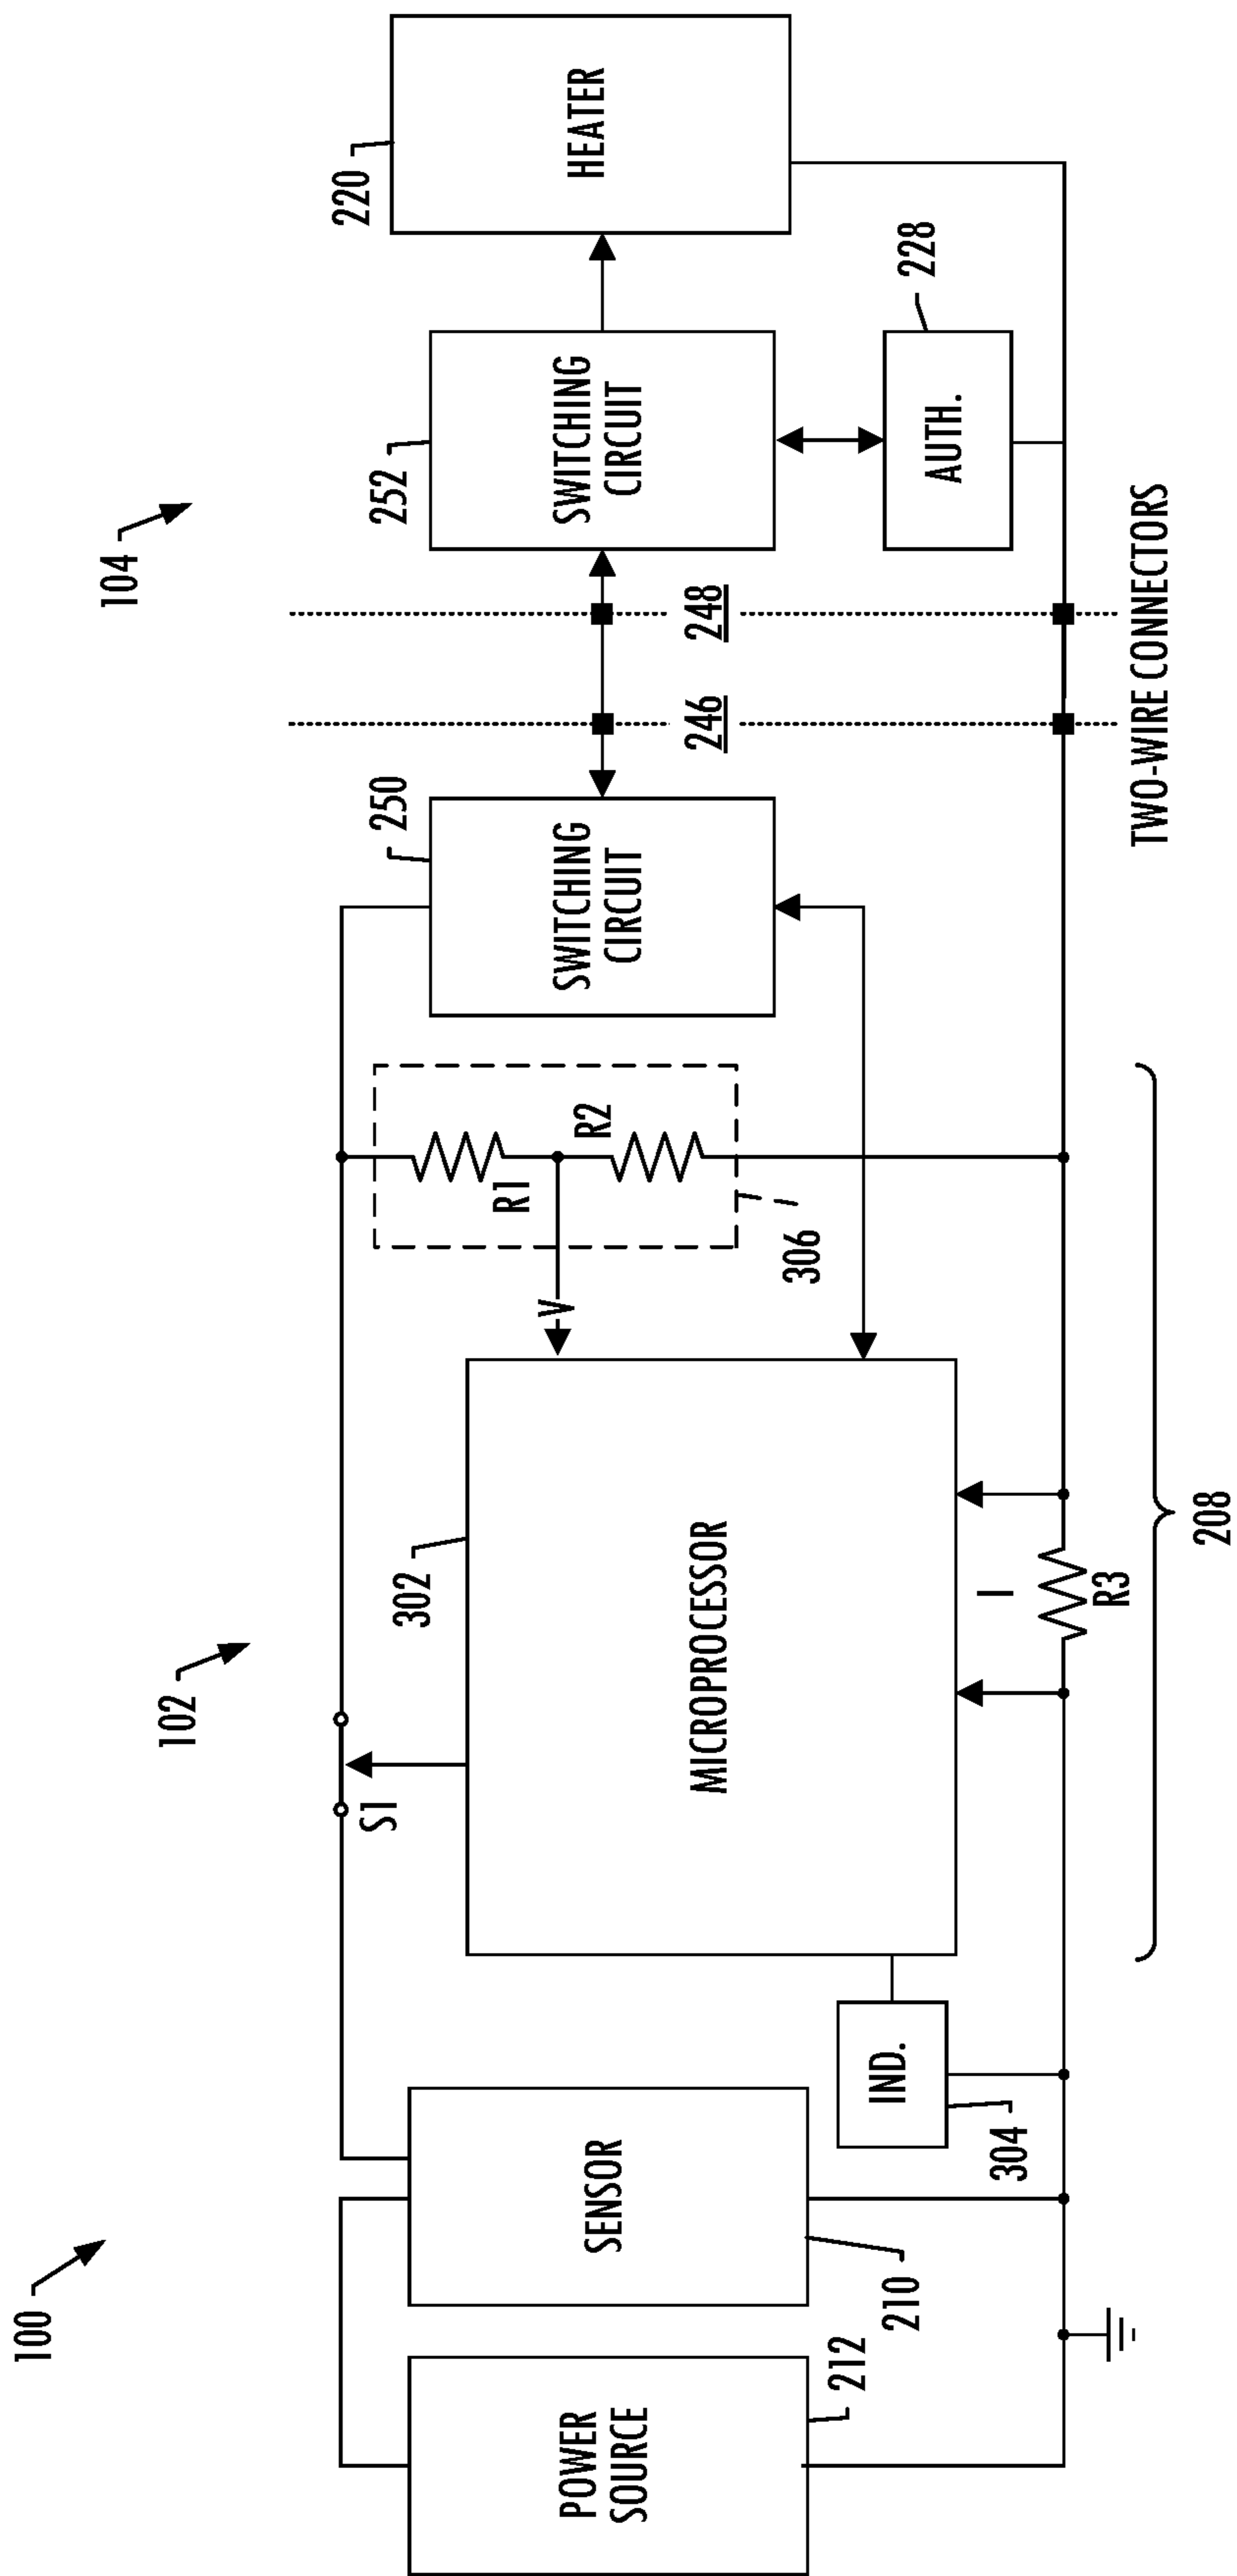 100
102
104
POWER
SOURCE
212
SENSOR
210
IND.
304
S1
302
MICROPROCESSOR
I
R3
208
V
R1
R2
306
SWITCHING
CIRCUIT
250
246
248
TWO-WIRE CONNECTORS
SWITCHING
CIRCUIT
252
AUTH.
228
HEATER
220